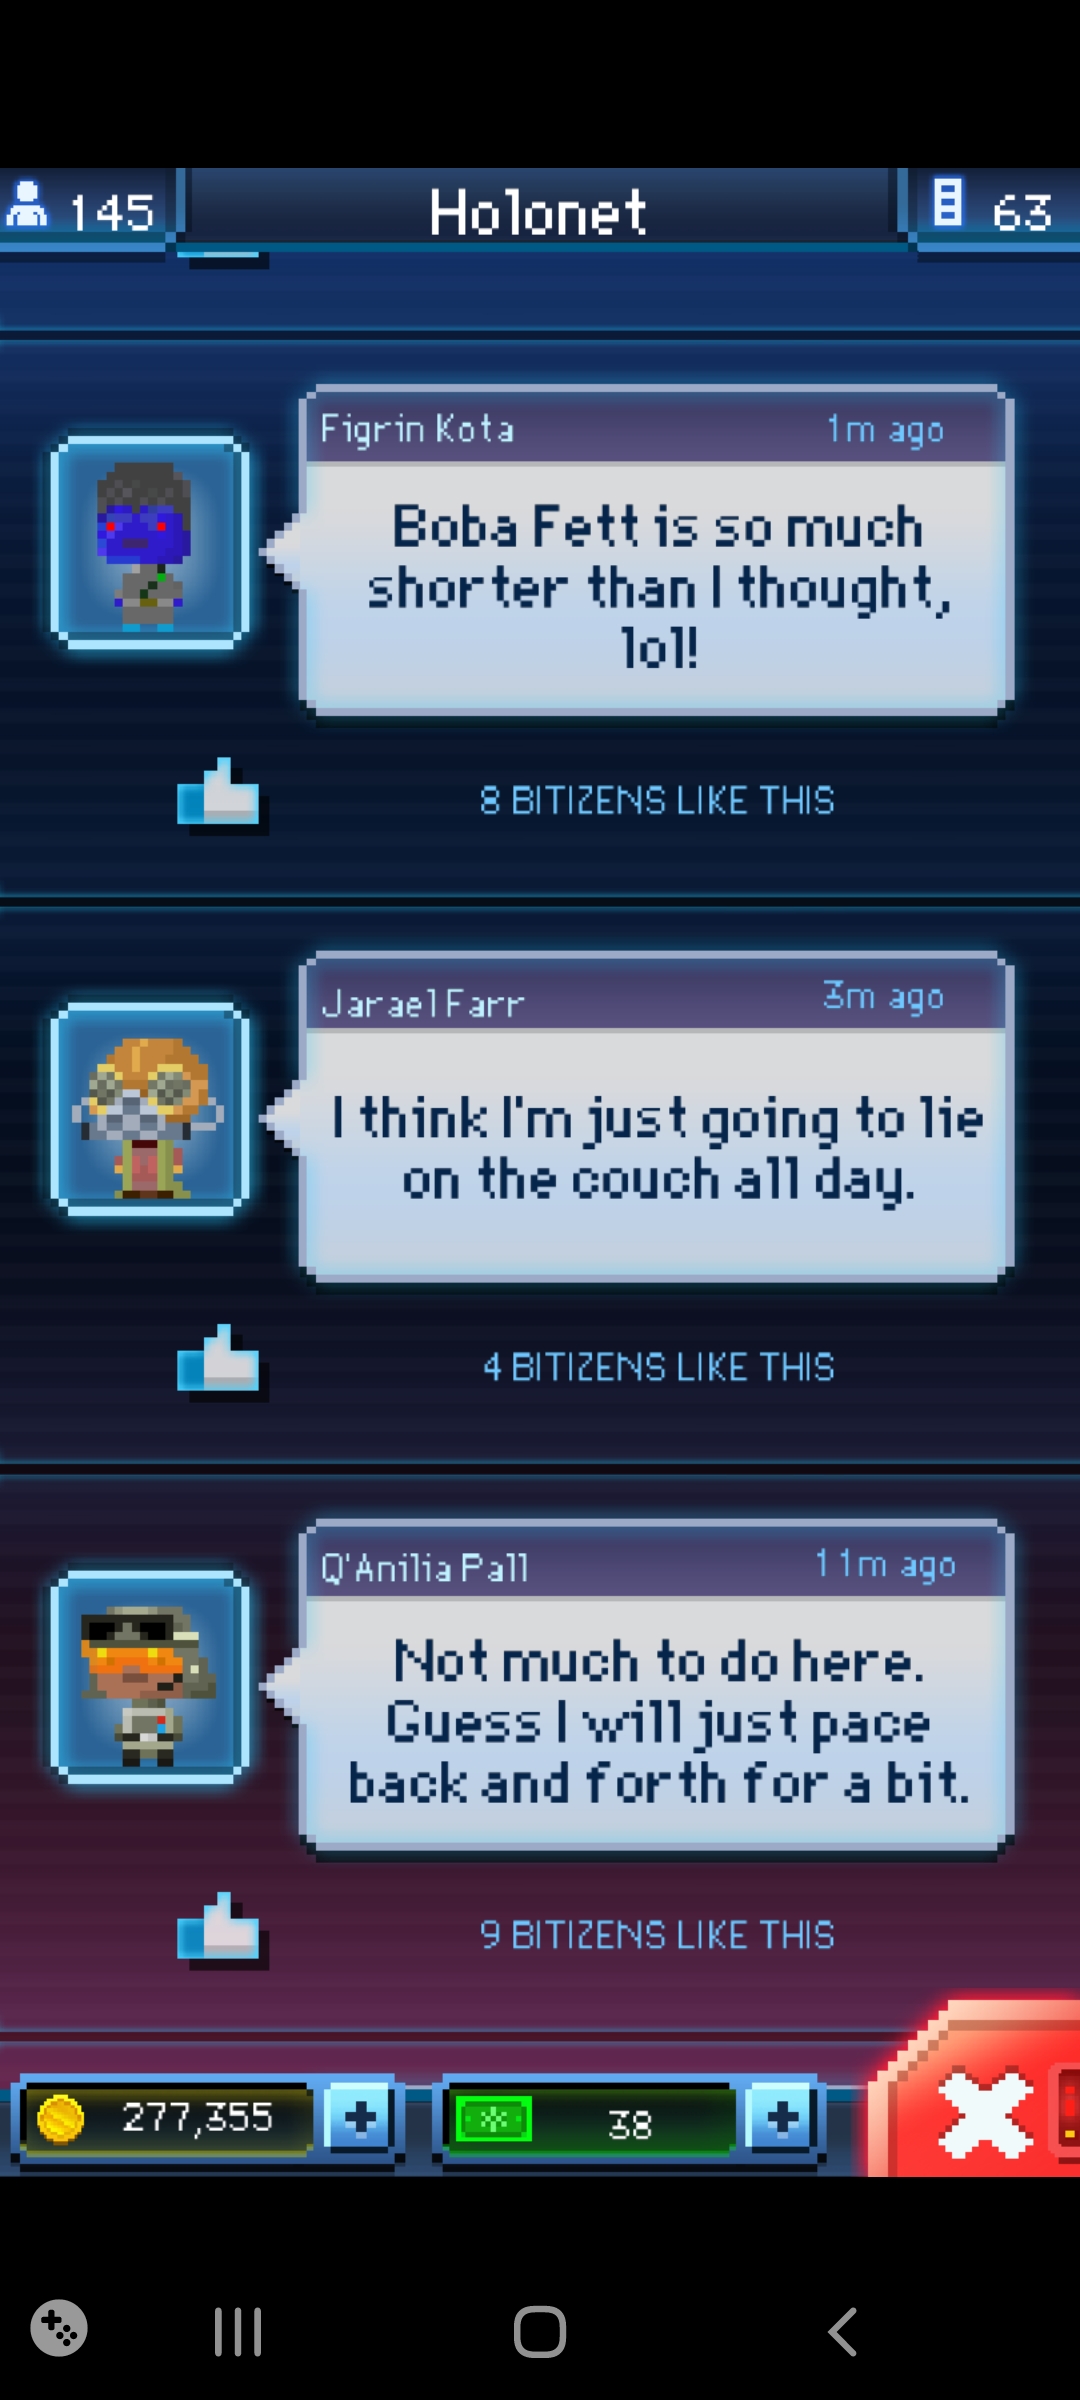 145
Holonet
63
Figrin Kota
1m ago
Boba Fett is so much
shorter than I thought,
lol!
8 BITIZENS LIKE THIS
Jarael Farr
3m ago
I think I'm just going to lie
on the couch all day.
4 BITIZENS LIKE THIS
Q'Anilia Pall
11m ago
Not much to do here.
Guess I will just pace
back and forth for a bit.
9 BITIZENS LIKE THIS
277,355
38